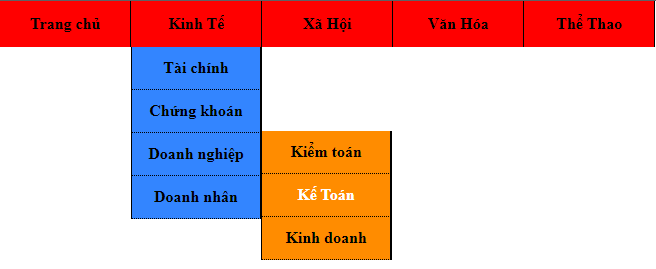 Trang chủ Kinh Tế Xã Hội Văn Hóa Thể Thao
Tài chính
Chứng khoán
Doanh nghiệp Kiểm toán
Doanh nhân Kế Toán
Kinh doanh